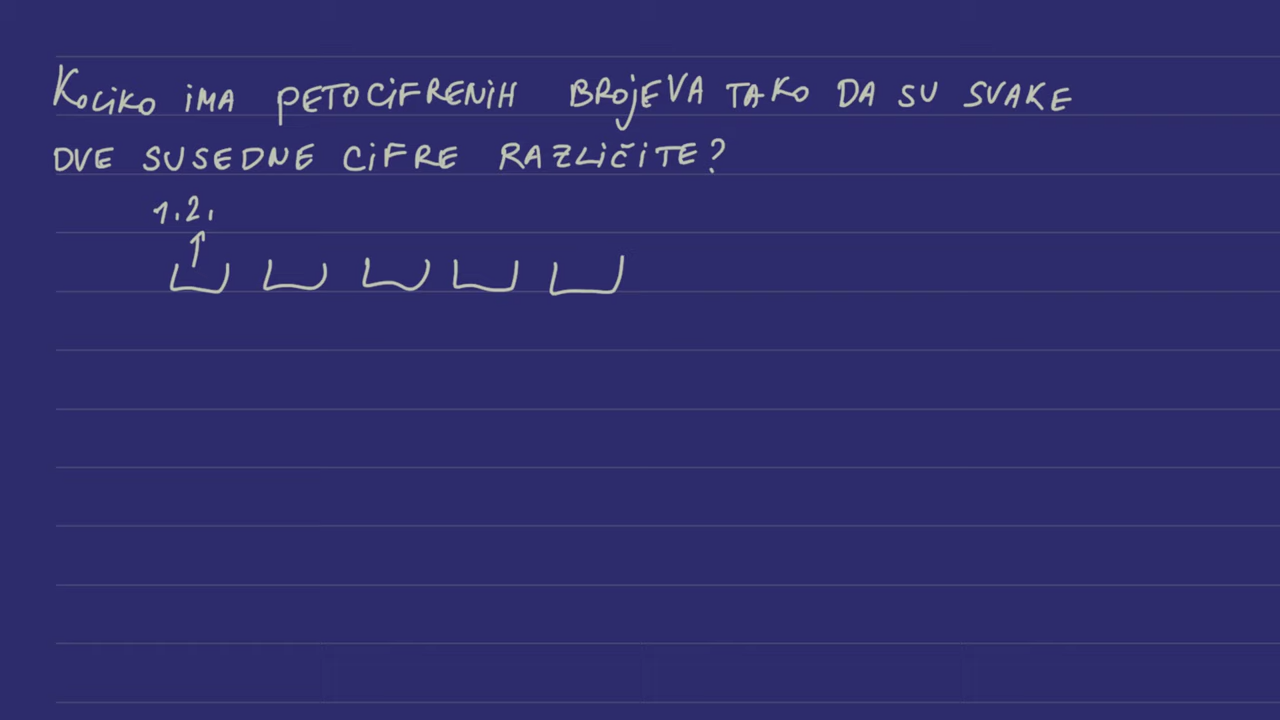 KOLIKO IMA PETOCIFRENIH BROJEVA TAKO DA SU SVAKE
DVE SUSEDNE CIFRE RAZLIČITE?
1.2.